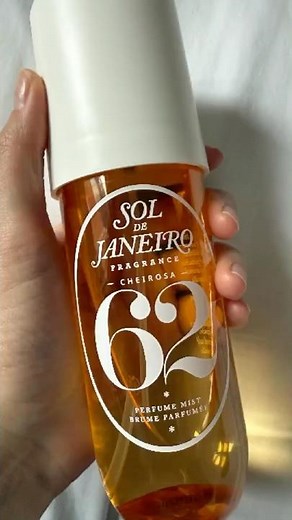 SOL
DE
JANEIRO
FRAGRANCE
— CHEIROSA —
62
PERFUME MIST
BRUME PARFUMÉE